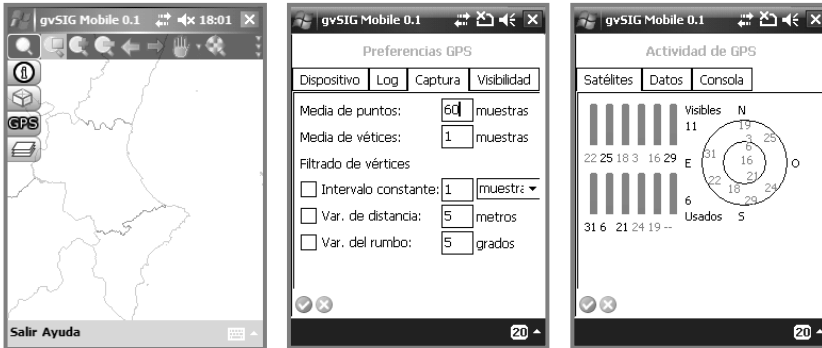 gvSIG Mobile 0.1 18:01
GPS
Salir Ayuda
gvSIG Mobile 0.1
Preferencias GPS
Dispositivo Log Captura Visibilidad
Media de puntos: 60 muestras
Media de vétices: 1 muestras
Filtrado de vértices
Intervalo constante: 1 muestra
Var. de distancia: 5 metros
Var. del rumbo: 5 grados
20
gvSIG Mobile 0.1
Actividad de GPS
Satélites Datos Consola
Visibles N
11
22 25 18 3 16 29
E O
19
3 25
6
31 16
21
22 18 24
29
6
Usados S
31 6 21 24 19 --
20